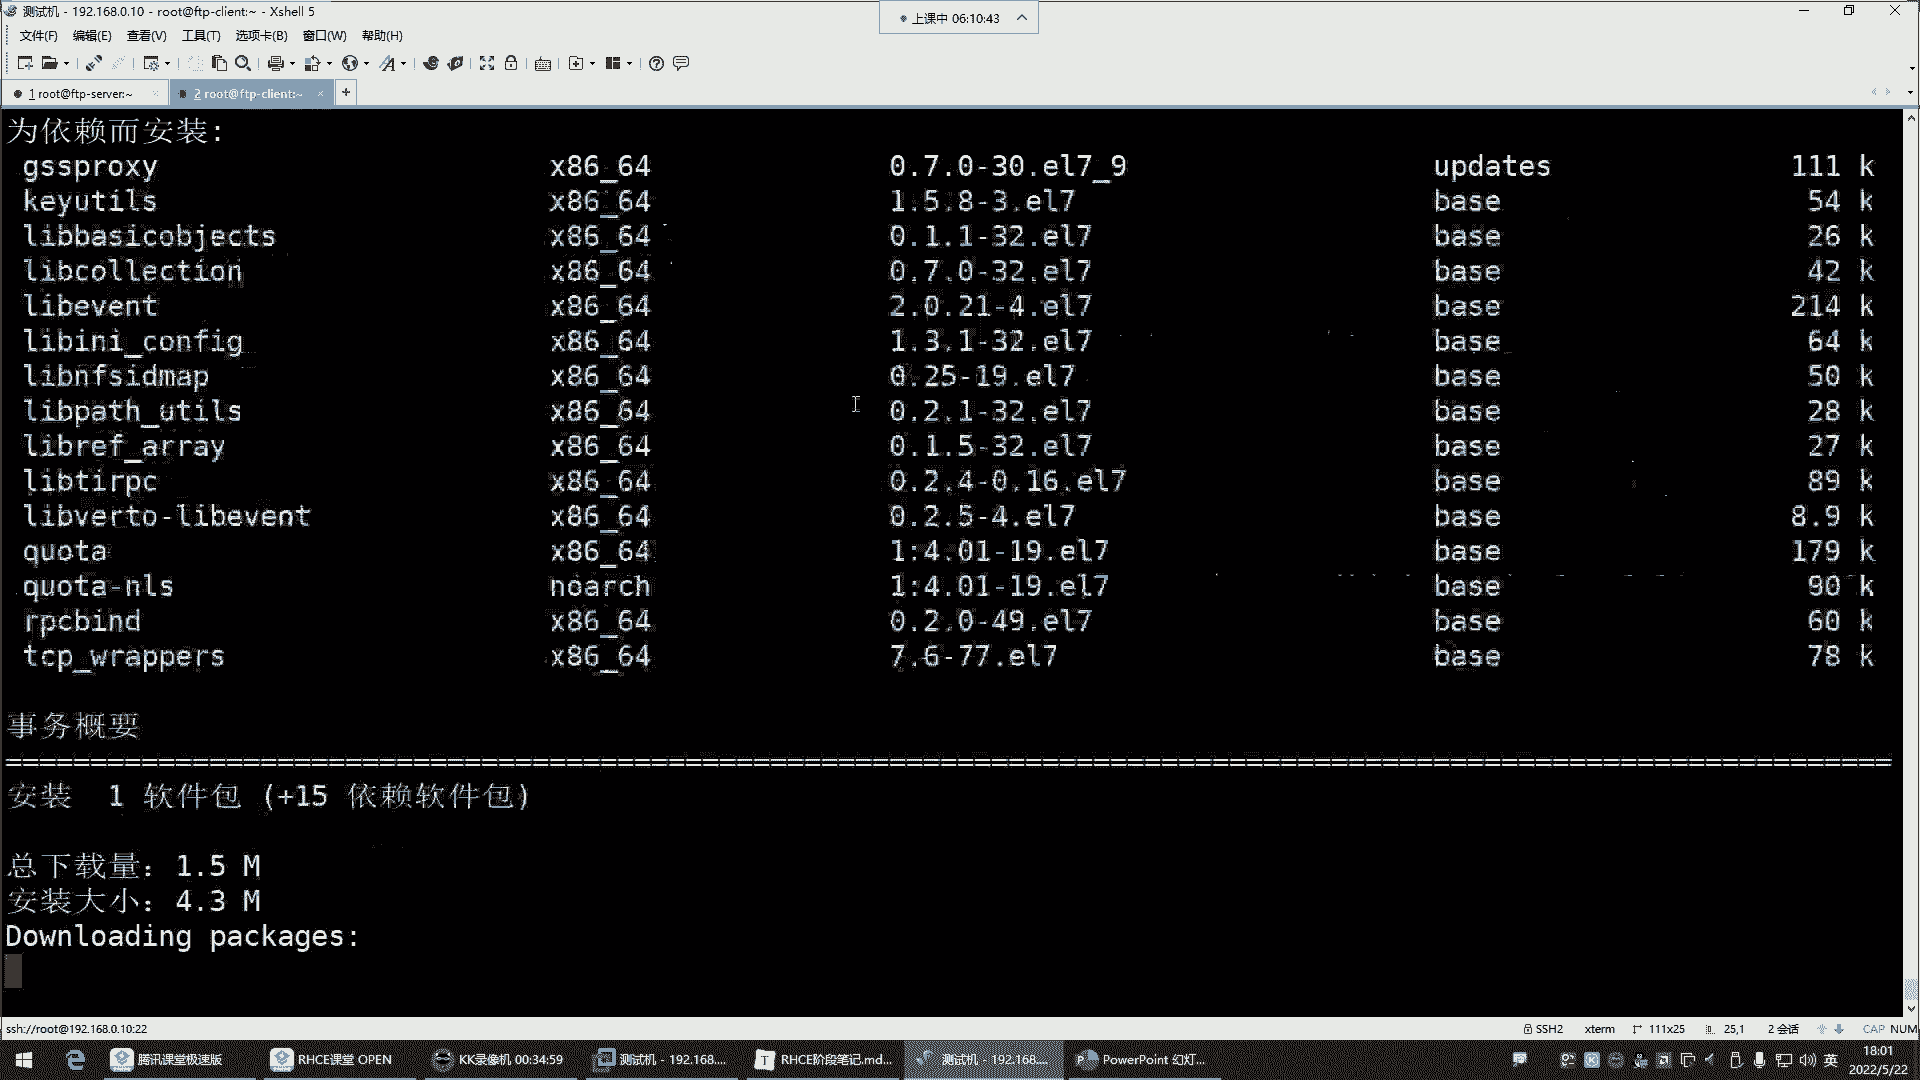 测试机 - 192.168.0.10 - root@ftp-client:~ - Xshell 5
上课中 06:10:43
文件(F) 编辑(E) 查看(V) 工具(T) 选项卡(B) 窗口(W) 帮助(H)
1 root@ftp-server:~ 2 root@ftp-client:~
为依赖而安装:
gssproxy x86_64 0.7.0-30.el7_9 updates 111 k
keyutils x86_64 1.5.8-3.el7 base 54 k
libbasicobjects x86_64 0.1.1-32.el7 base 26 k
libcollection x86_64 0.7.0-32.el7 base 42 k
libevent x86_64 2.0.21-4.el7 base 214 k
libini_config x86_64 1.3.1-32.el7 base 64 k
libnfsidmap x86_64 0.25-19.el7 base 50 k
libpath_utils x86_64 0.2.1-32.el7 base 28 k
libref_array x86_64 0.1.5-32.el7 base 27 k
libtirpc x86_64 0.2.4-0.16.el7 base 89 k
libverto-libevent x86_64 0.2.5-4.el7 base 8.9 k
quota x86_64 1:4.01-19.el7 base 179 k
quota-nls noarch 1:4.01-19.el7 base 90 k
rpcbind x86_64 0.2.0-49.el7 base 60 k
tcp_wrappers x86_64 7.6-77.el7 base 78 k
事务概要
安装 1 软件包 (+15 依赖软件包)
总下载量：1.5 M
安装大小：4.3 M
Downloading packages:
ssh://root@192.168.0.10:22 SSH2 xterm 111x25 25,1 2 会话 CAP NUM
腾讯课堂极速版 RHCE课堂 OPEN KK录像机 00:34:59 测试机 - 192.168.... RHCE阶段笔记.md... 测试机 - 192.168.... PowerPoint 幻灯... 英 18:01
2022/5/22